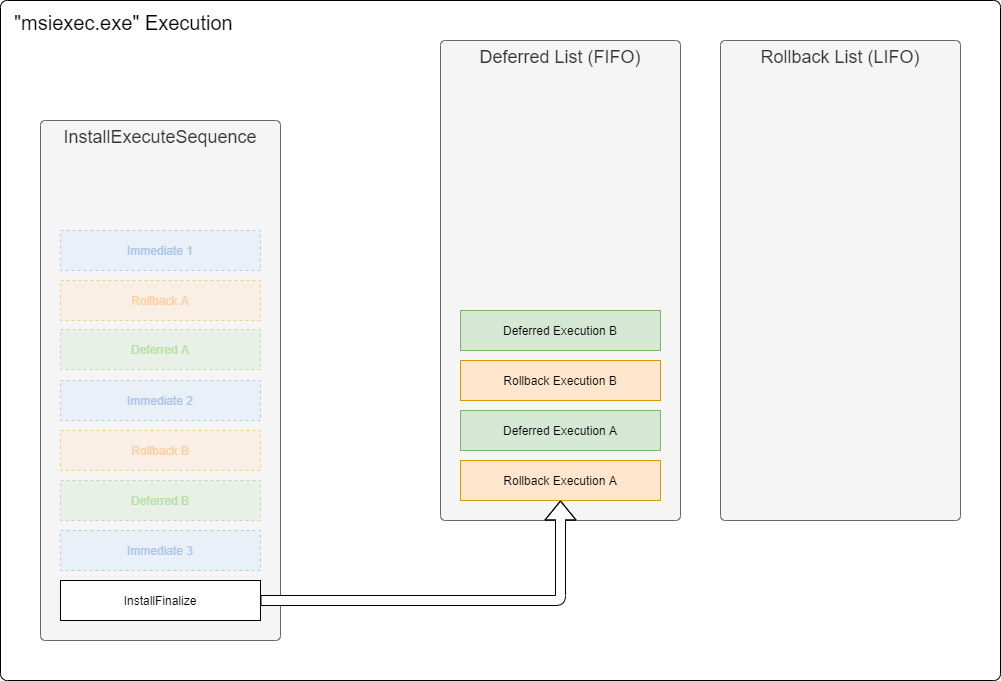 "msiexec.exe" Execution
InstallExecuteSequence
Immediate 1
Rollback A
Deferred A
Immediate 2
Rollback B
Deferred B
Immediate 3
InstallFinalize
Deferred List (FIFO)
Deferred Execution B
Rollback Execution B
Deferred Execution A
Rollback Execution A
Rollback List (LIFO)